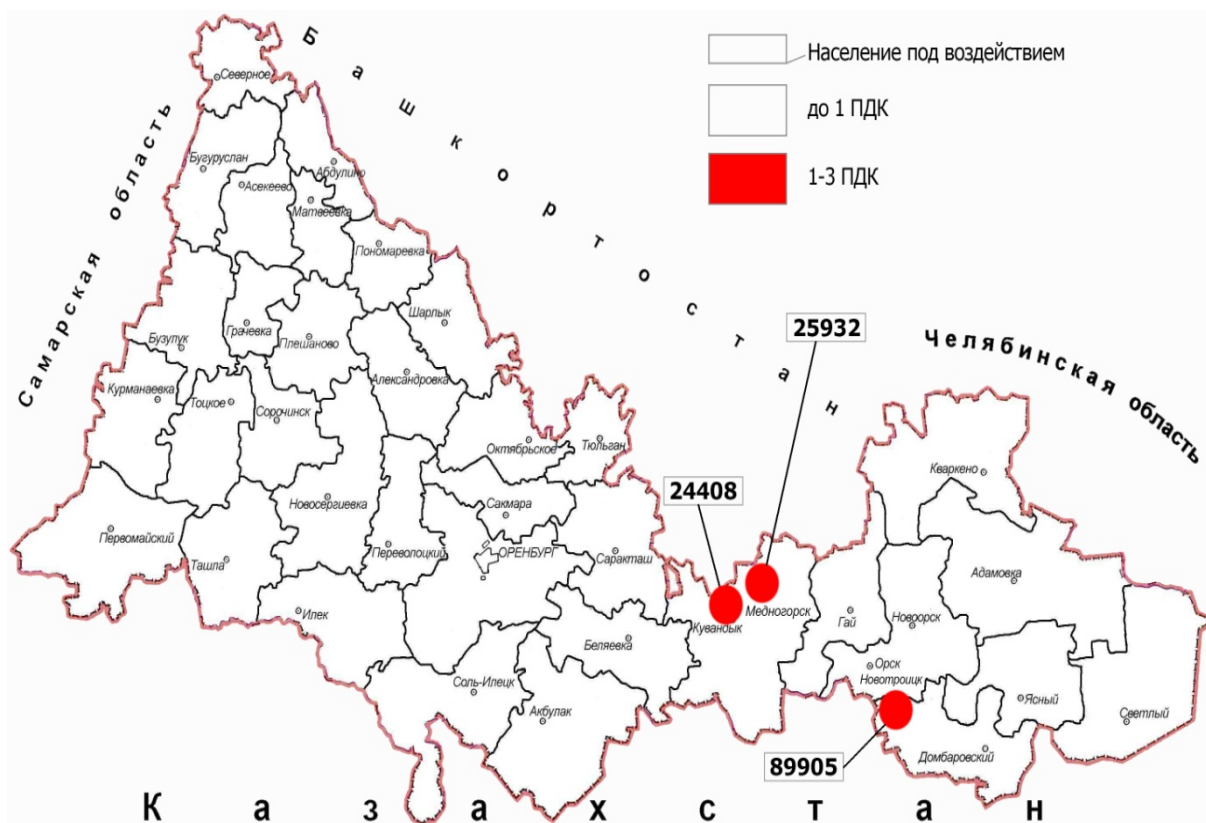 Башкортостан
Самарская область
Челябинская область
Население под воздействием
до 1 ПДК
1-3 ПДК
Северное
Бугуруслан
Абдулино
Асекеево
Матвеевка
Пономаревка
Шарлык
Грачевка
Плешаново
Бузулук
25932
Александровка
Курманаевка
Тоцкое
Сорочинск
Октябрьское
Тюльган
Кваркено
24408
Новосергиевка
Сакмара
Первомайский
Переволоцкий
ОРЕНБУРГ
Ташла
Саракташ
Адамовка
Илек
Медногорск
Гай
Новоорск
Кувандык
Беляевка
Орск
Новотроицк
Соль-Илецк
Ясный
Акбулак
Светлый
Домбаровский
89905
Казахстан